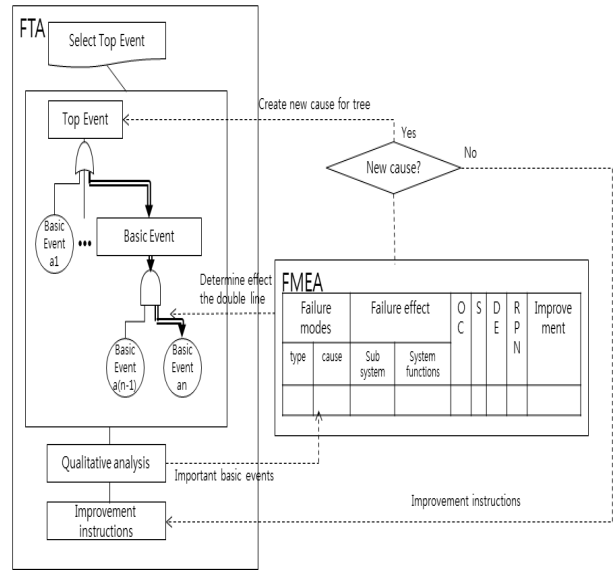 FTA
Select Top Event
Top Event
Create new cause for tree
Yes
No
New cause?
Basic
Event
a1
•••
Basic Event
Determine effect
the double line
FMEA
Failure
modes
Failure effect
O
C
S
D
E
R
P
N
Improve
ment
type
cause
Sub
system
System
functions
Basic
Event
a(n-1)
Basic
Event
an
Qualitative analysis
Important basic events
Improvement
instructions
Improvement instructions